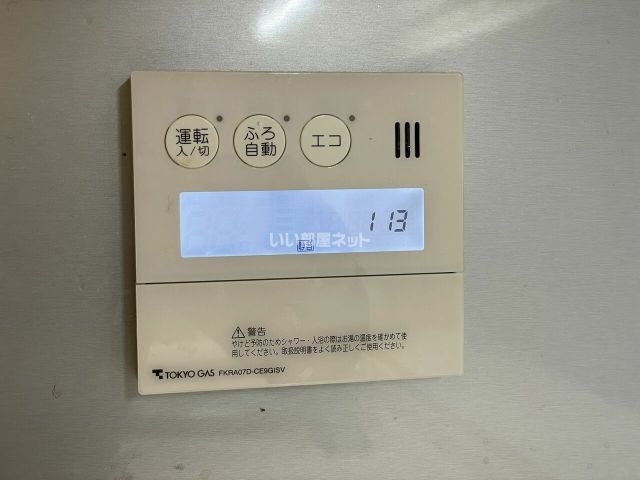 運転
入/切
ふろ
自動
エコ
113
いい部屋ネット
⚠警告
やけど予防のためシャワー・入浴の際はお湯の温度を確かめて使
用してください。取扱説明書をよく読み正しくご使用ください。
TOKYO GAS FKRA07D-CE9GISV